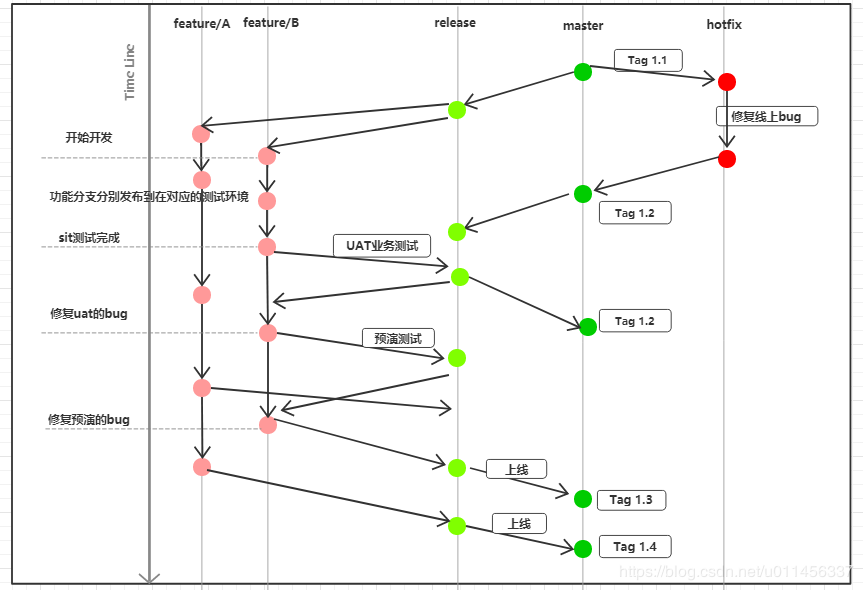 feature/A
feature/B
release
master
hotfix
Time Line
Tag 1.1
修复线上bug
开始开发
功能分支分别发布到在对应的测试环境
Tag 1.2
sit测试完成
UAT业务测试
修复uat的bug
Tag 1.2
预演测试
修复预演的bug
上线
Tag 1.3
上线
Tag 1.4
https://blog.csdn.net/u011456337